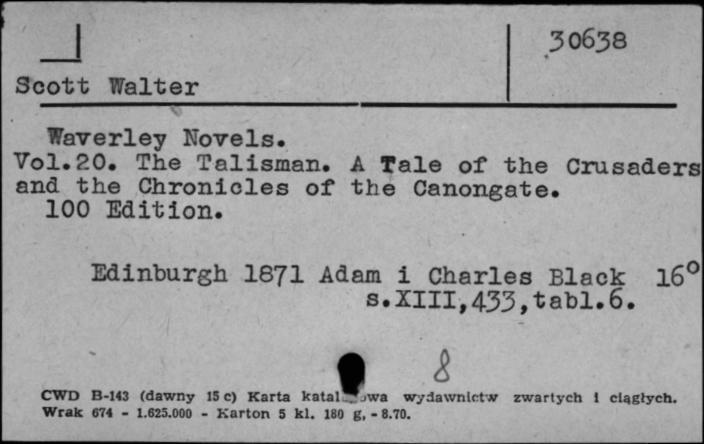 30638
Scott Walter
Waverley Novels.
Vol.20. The Talisman. A Tale of the Crusaders
and the Chronicles of the Canongate.
100 Edition.
Edinburgh 1871 Adam i Charles Black 16°
s.XIII,433,tabl.6.
8
CWD B-143 (dawny 15 c) Karta wydawnictw zwartych i ciągłych.
Wrak 674 - 1.625.000 - Karton 5 kl. 180 g, - 8.70.